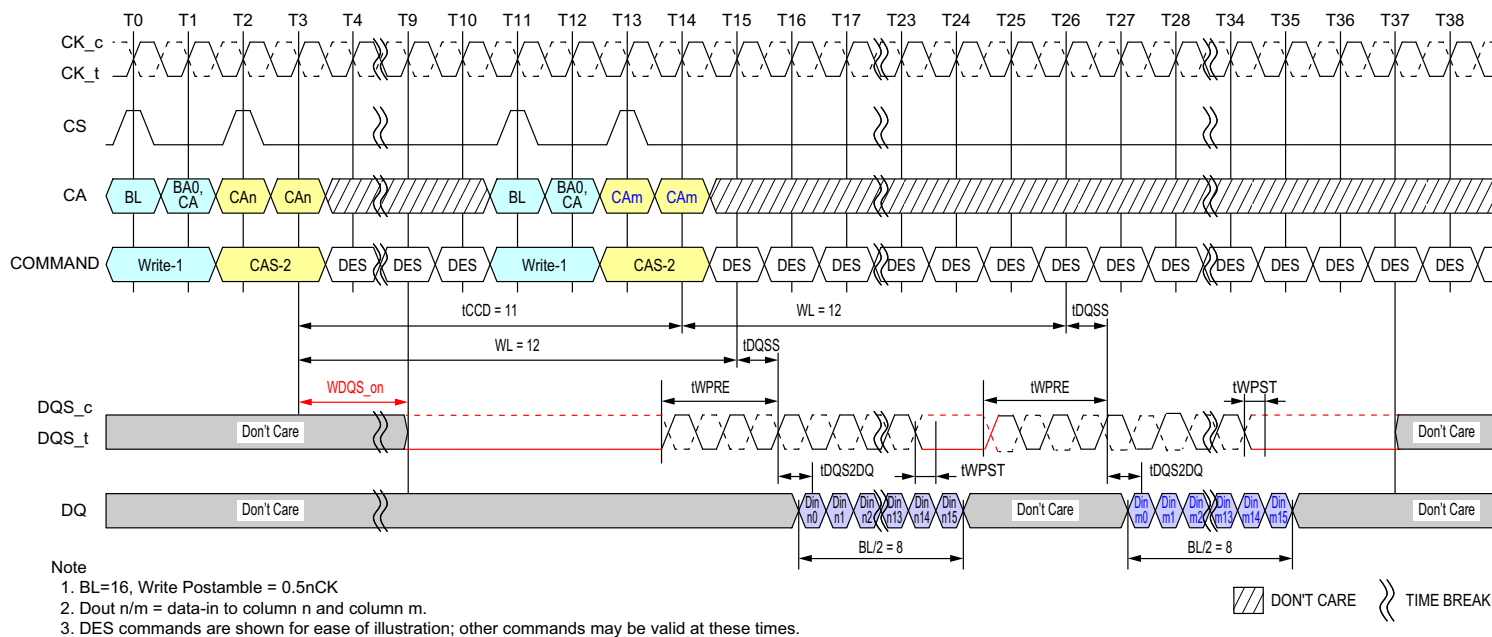 T0 T1 T2 T3 T4 T9 T10 T11 T12 T13 T14 T15 T16 T17 T23 T24 T25 T26 T27 T28 T34 T35 T36 T37 T38
CK_c
CK_t
CS
CA BL BA0, CA CAn CAn BL BA0, CA CAm CAm
COMMAND Write-1 CAS-2 DES DES DES Write-1 CAS-2 DES DES DES DES DES DES DES DES DES DES DES DES DES DES
tCCD = 11 WL = 12 tDQSS
WL = 12 tDQSS
WDQS_on tWPRE tWPRE tWPST
DQS_c
DQS_t Don't Care Don't Care
tDQS2DQ tWPST tDQS2DQ
DQ Don't Care Din n0 Din n1 Din n2 Din n13 Din n14 Din n15 Don't Care Din m0 Din m1 Din m2 Din m13 Din m14 Din m15 Don't Care
BL/2 = 8 BL/2 = 8
Note
1. BL=16, Write Postamble = 0.5nCK
2. Dout n/m = data-in to column n and column m.
3. DES commands are shown for ease of illustration; other commands may be valid at these times.
DON'T CARE TIME BREAK